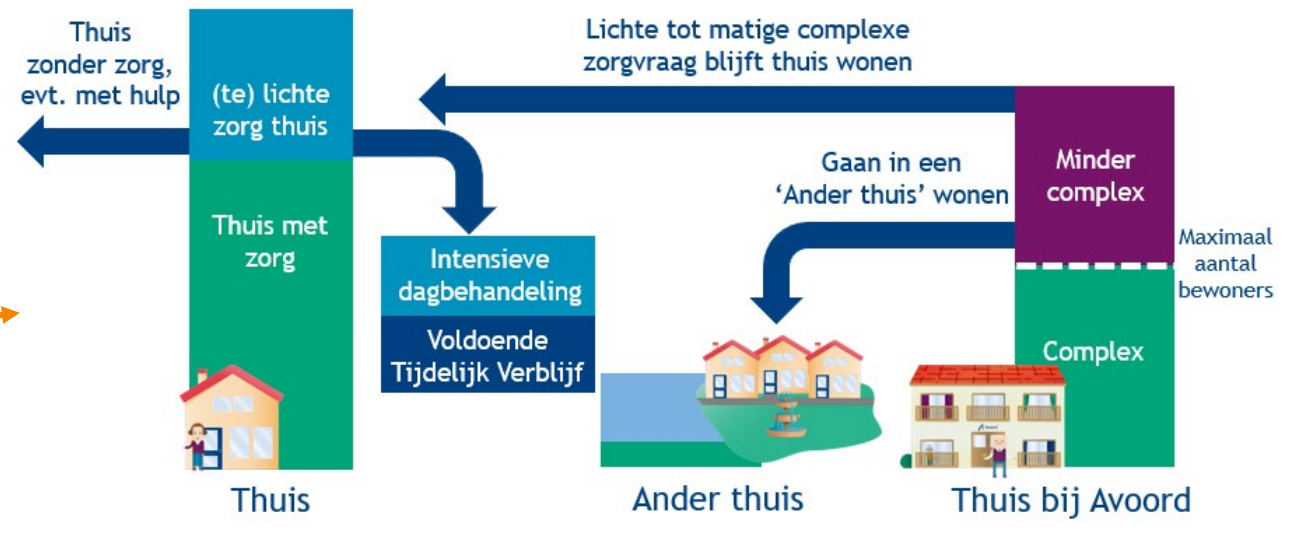 Thuis
zonder zorg,
evt. met hulp
(te) lichte
zorg thuis
Thuis met
zorg
Intensieve
dagbehandeling
Voldoende
Tijdelijk Verblijf
Lichte tot matige complexe
zorgvraag blijft thuis wonen
Gaan in een
‘Ander thuis’ wonen
Minder
complex
Maximaal
aantal
bewoners
Complex
Thuis
Ander thuis
Thuis bij Avoord